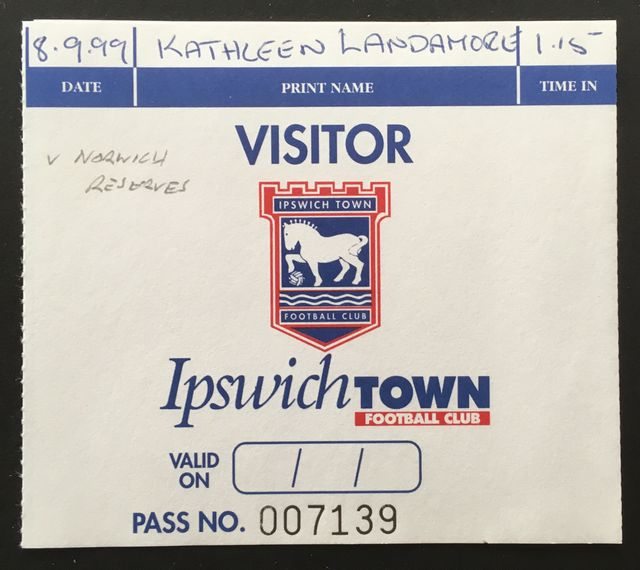 8.9.99 KATHLEEN LANDAMORE 1.15
DATE PRINT NAME TIME IN
VISITOR
v NORWICH
RESERVES
IPSWICH TOWN
FOOTBALL CLUB
Ipswich TOWN
FOOTBALL CLUB
VALID
ON / /
PASS NO. 007139